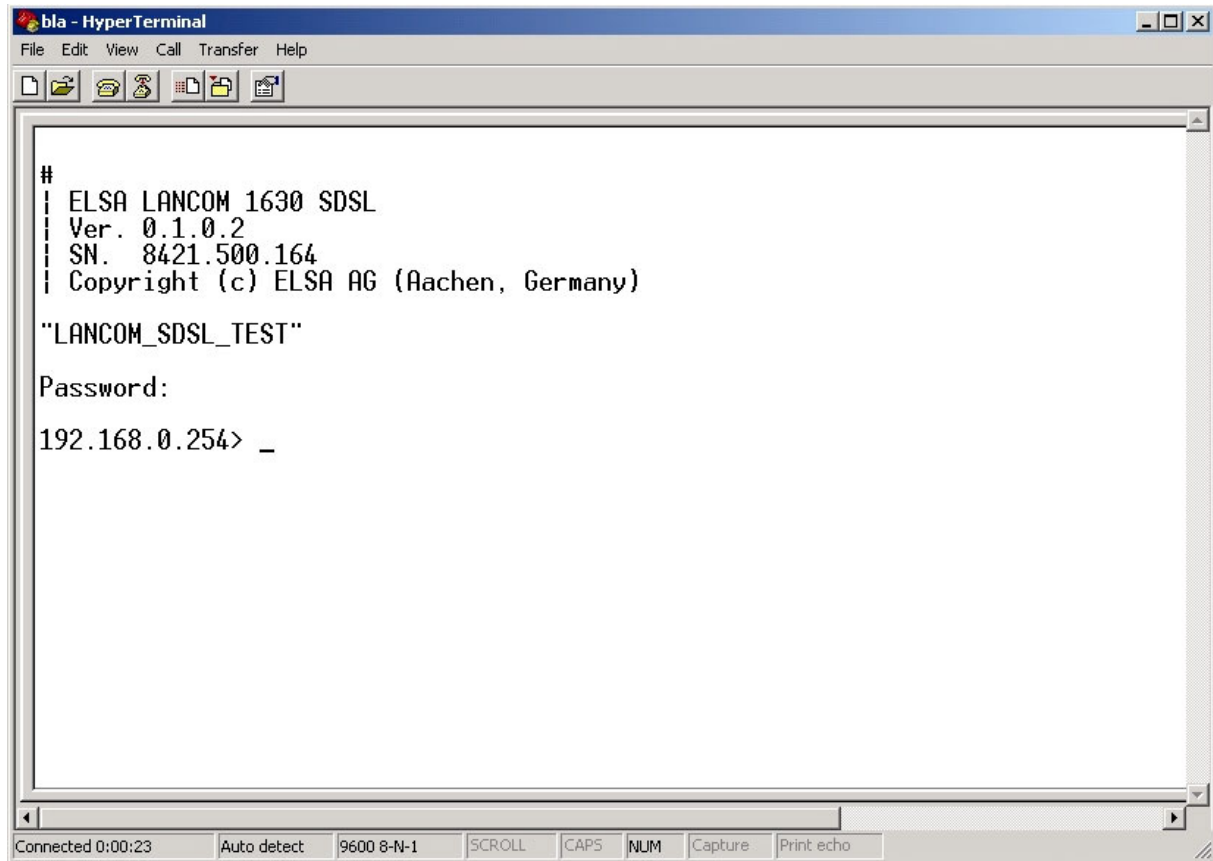 bla - HyperTerminal
File Edit View Call Transfer Help
#
| ELSA LANCOM 1630 SDSL
| Ver. 0.1.0.2
| SN.  8421.500.164
| Copyright (c) ELSA AG (Aachen, Germany)
"LANCOM_SDSL_TEST"
Password:
192.168.0.254> _
Connected 0:00:23 Auto detect 9600 8-N-1 SCROLL CAPS NUM Capture Print echo